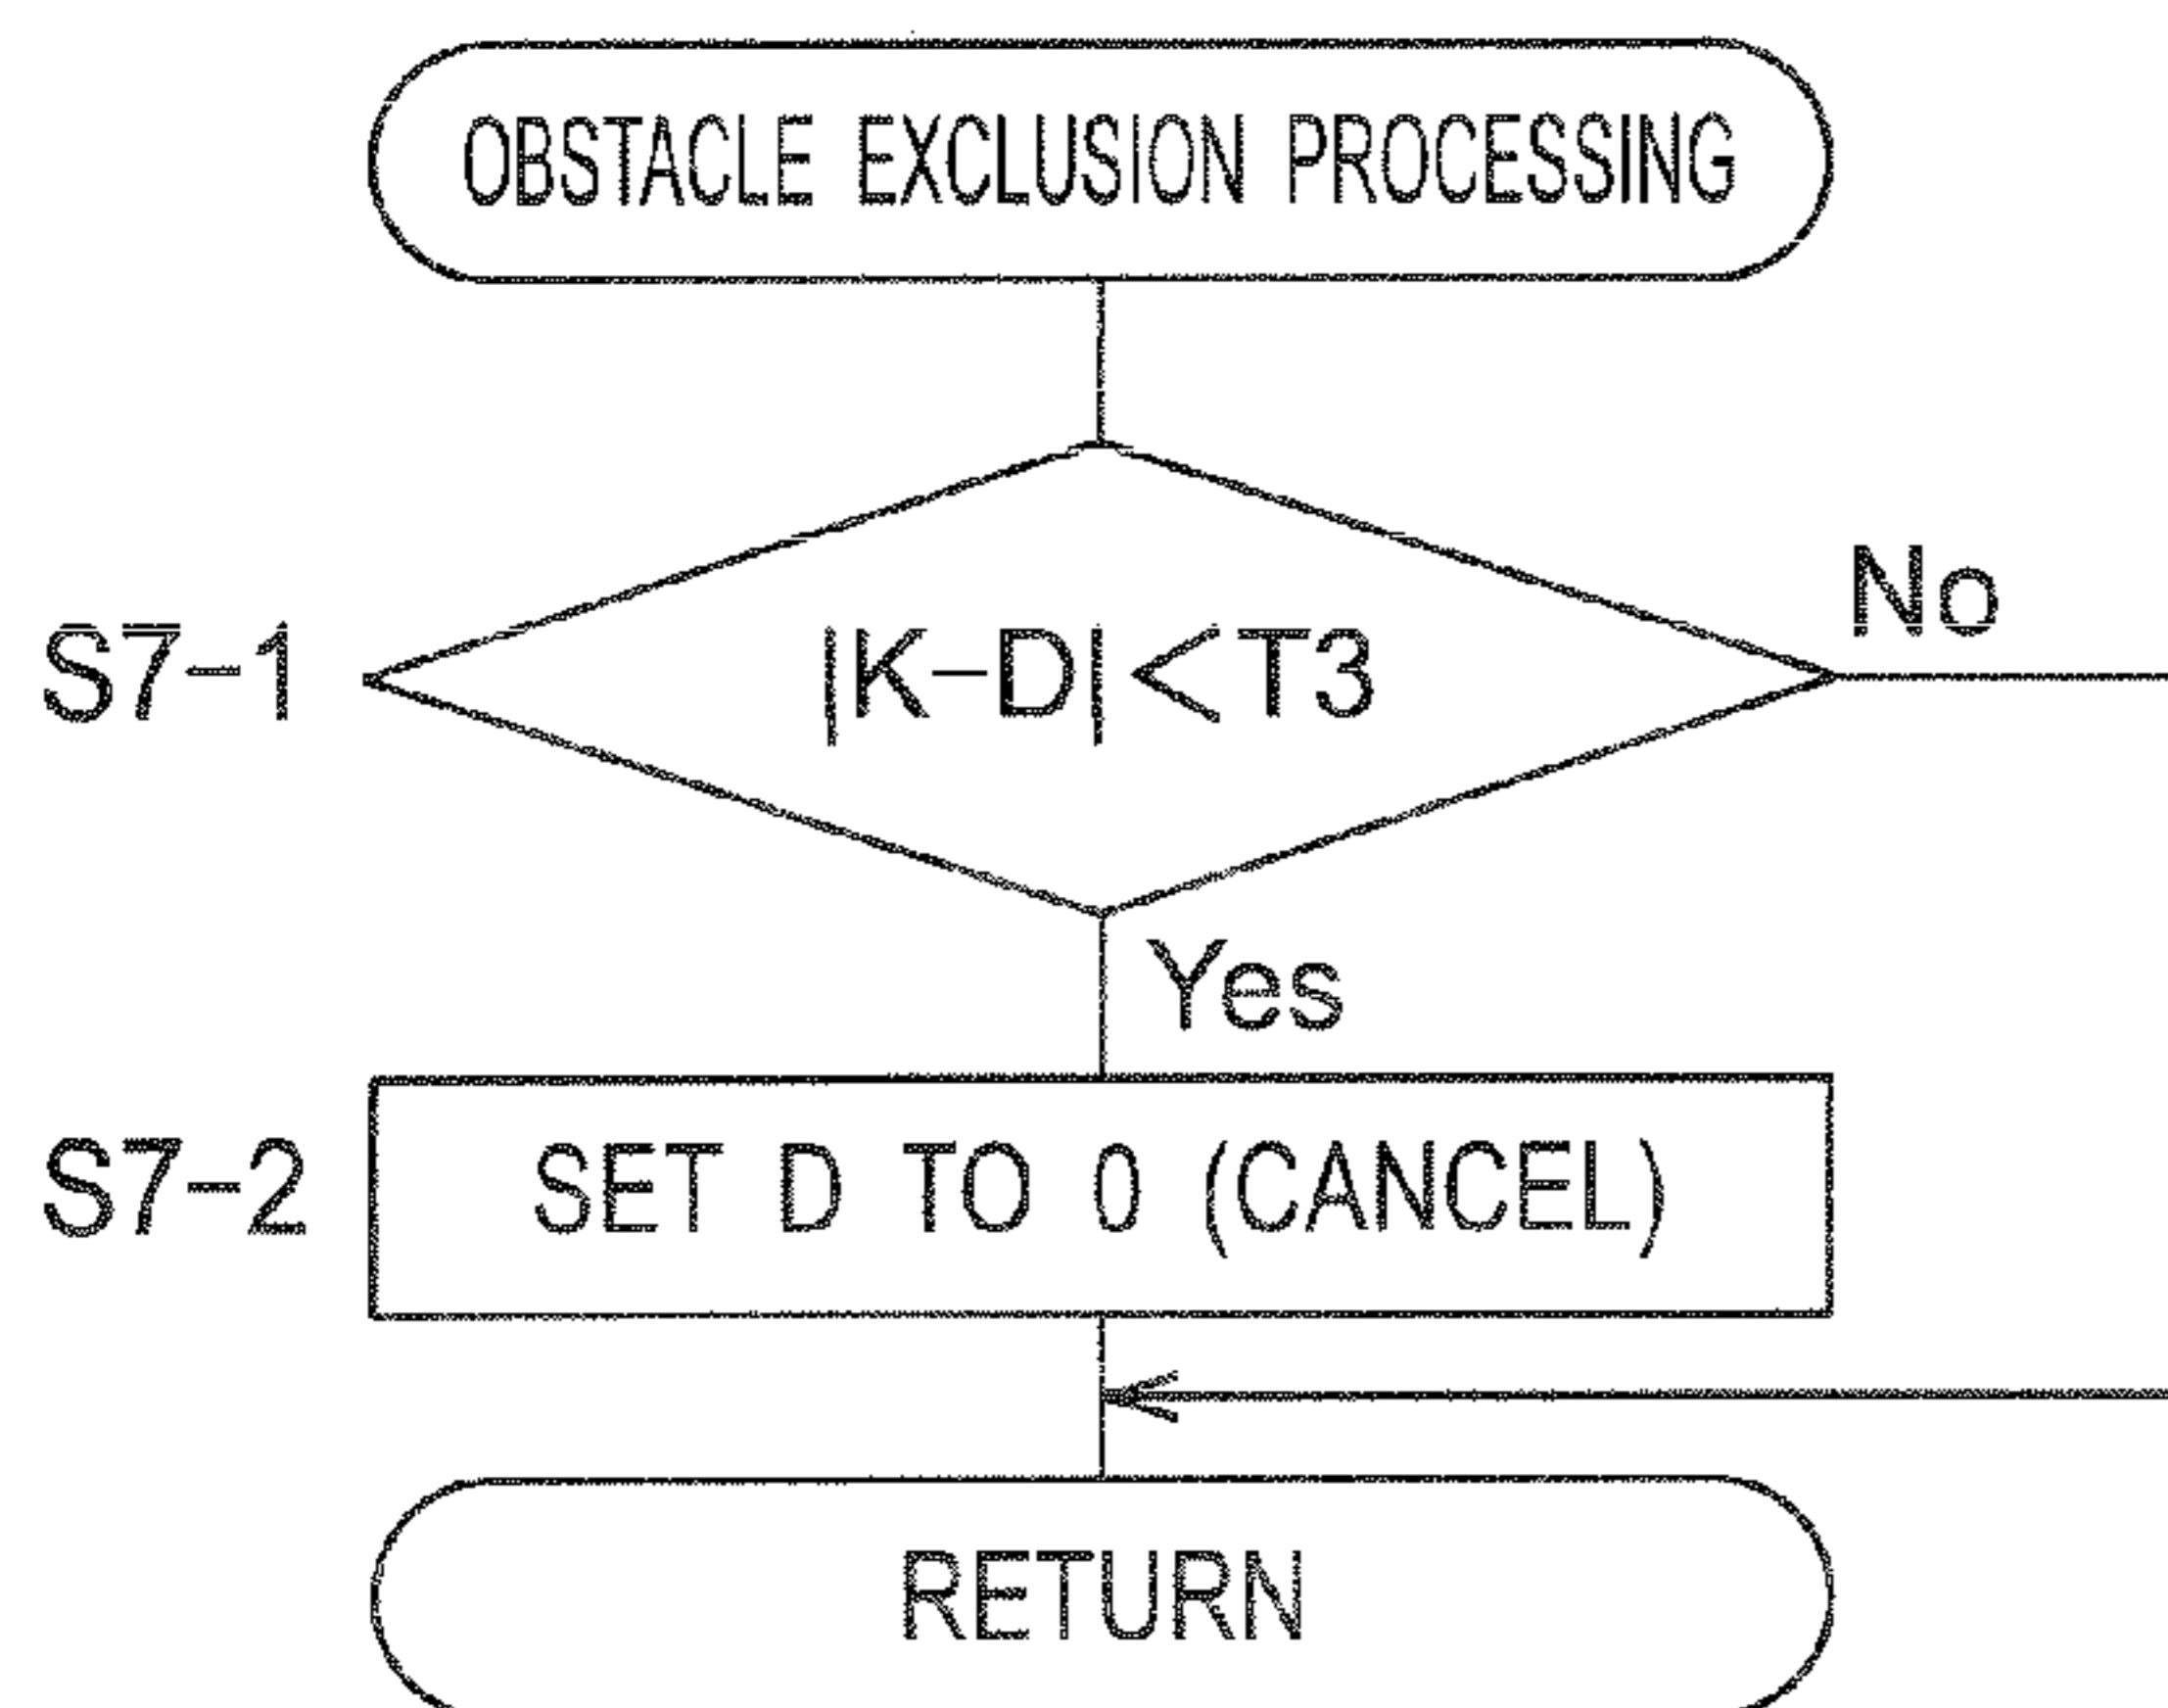 OBSTACLE EXCLUSION PROCESSING
No
S7-1 |K-D|<T3
Yes
S7-2 SET D TO 0 (CANCEL)
RETURN